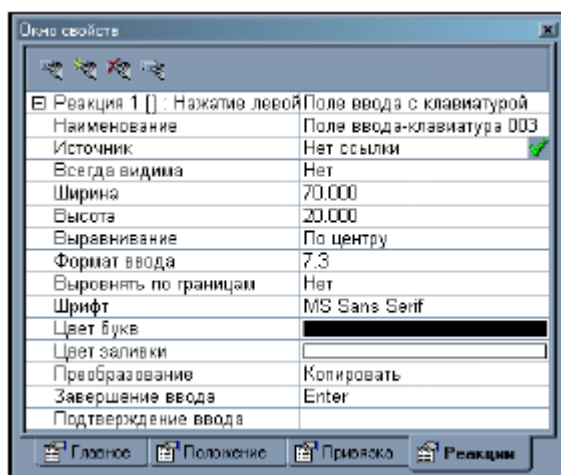 Окно свойств
Реакция 1 [] : Нажатие левой Поле ввода с клавиатурой
Наименование Поле ввода-клавиатура 003
Источник Нет ссылки
Всегда видима Нет
Ширина 70.000
Высота 20.000
Выравнивание По центру
Формат ввода 7.3
Выровнять по границам Нет
Шрифт MS Sans Serif
Цвет букв
Цвет заливки
Преобразование Копировать
Завершение ввода Enter
Подтверждение ввода
Главное Положение Привязка Реакции